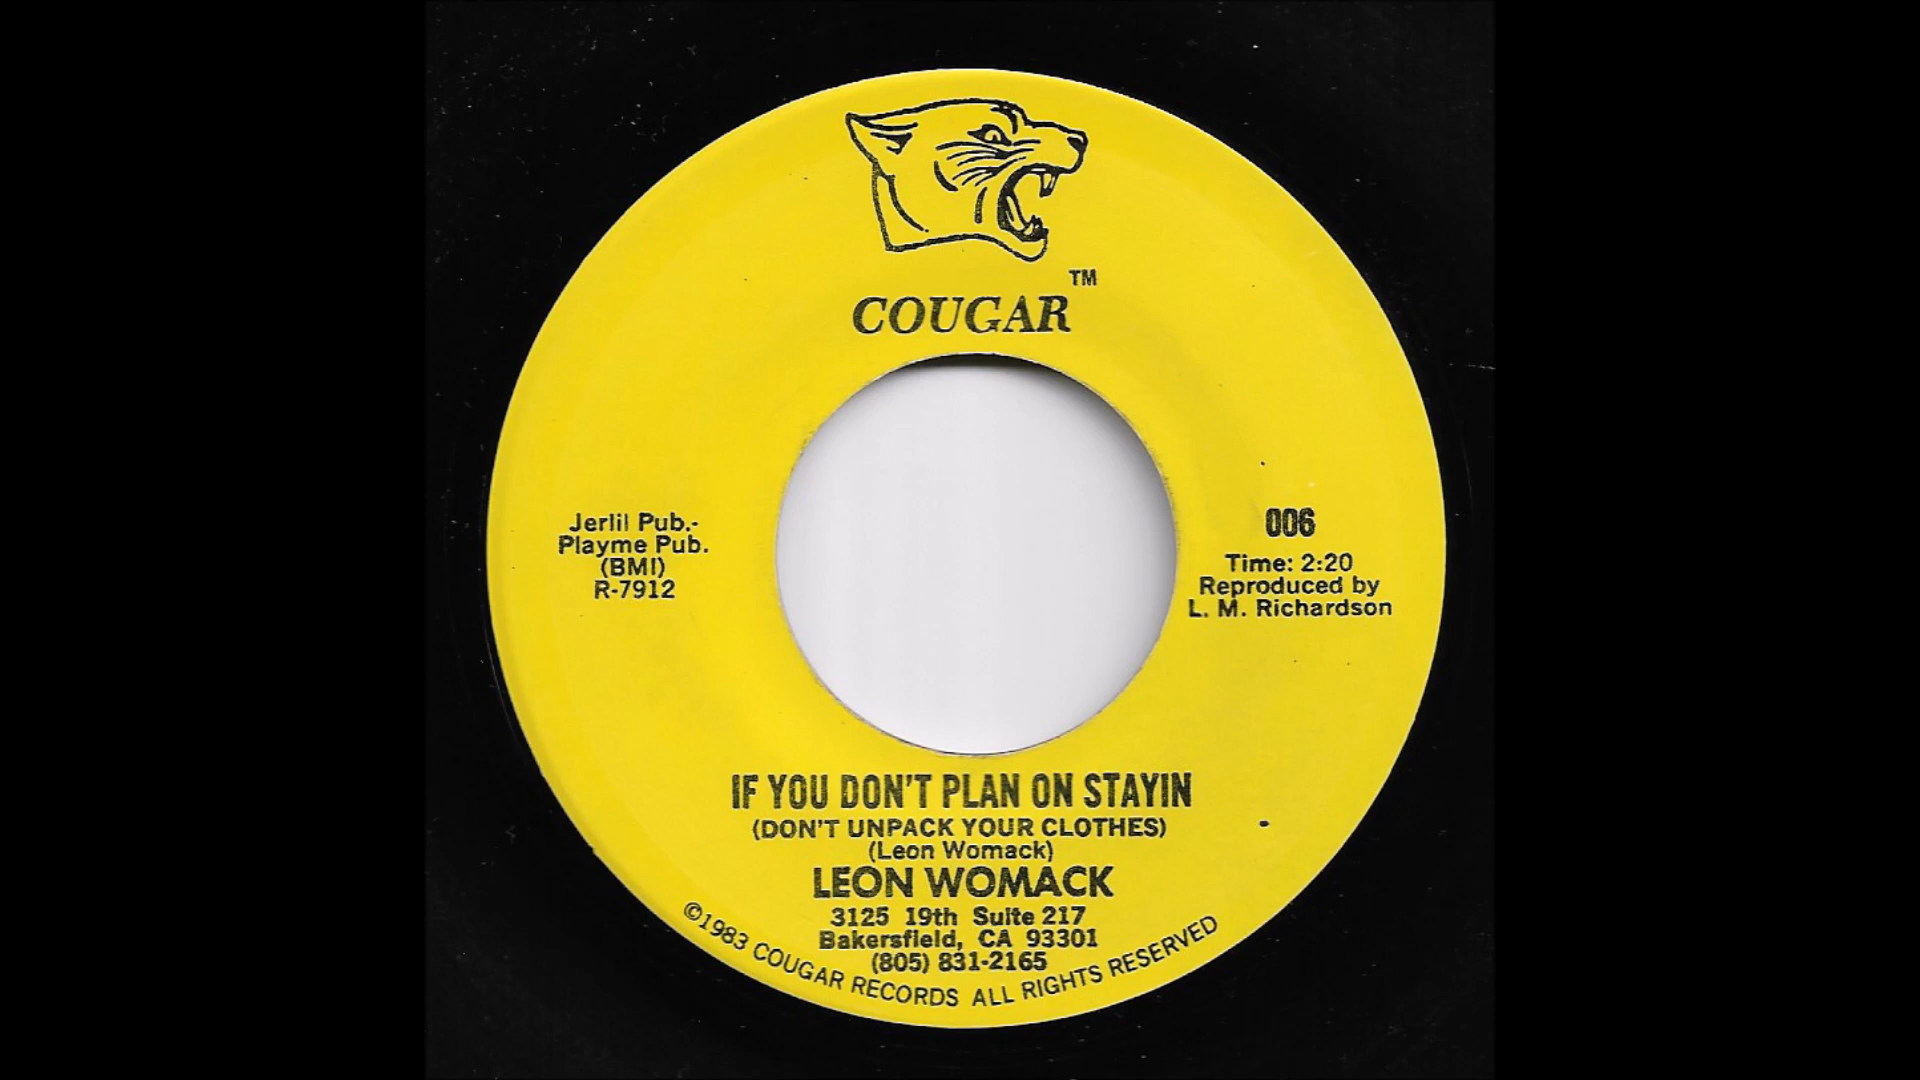 TM
COUGAR
Jerlil Pub.-
Playme Pub.
(BMI)
R-7912
006
Time: 2:20
Reproduced by
L. M. Richardson
IF YOU DON'T PLAN ON STAYIN
(DON'T UNPACK YOUR CLOTHES)
(Leon Womack)
LEON WOMACK
3125 19th Suite 217
Bakersfield, CA 93301
(805) 831-2165
©1983 COUGAR RECORDS ALL RIGHTS RESERVED